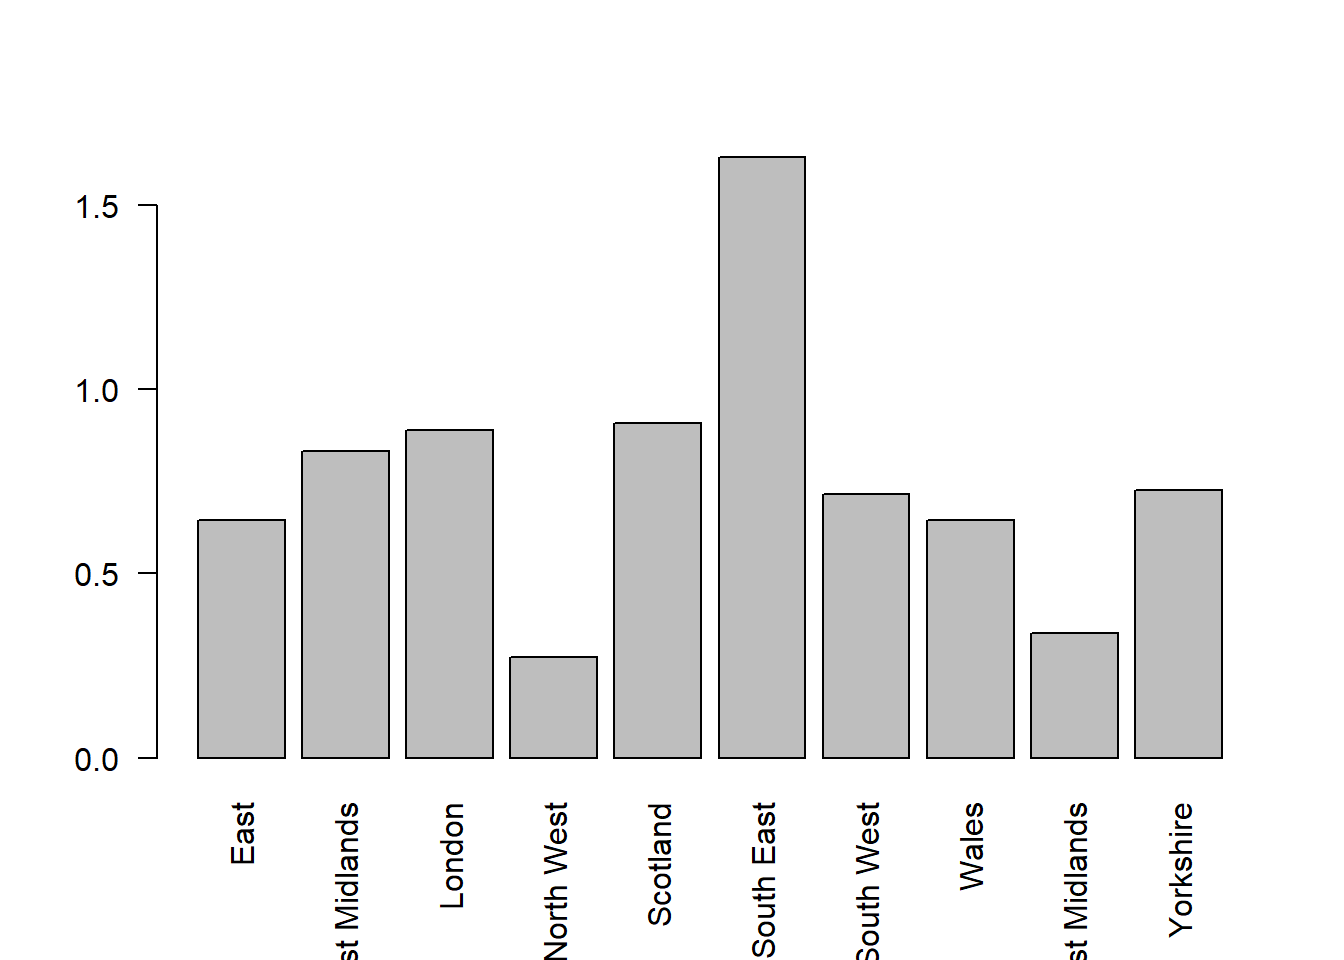 1.5
1.0
0.5
0.0
East
st Midlands
London
North West
Scotland
South East
South West
Wales
st Midlands
Yorkshire